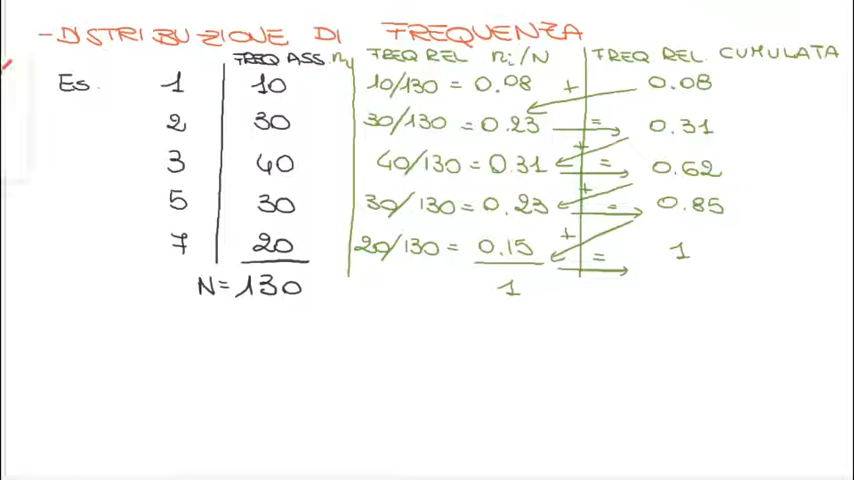 - DISTRIBUZIONE DI FREQUENZA
FREQ ASS. ni FREQ REL ni/N FREQ REL. CUMULATA
Es. 1 10 10/130 = 0.08 + 0.08
2 30 30/130 = 0.23 = 0.31
3 40 40/130 = 0.31 + = 0.62
5 30 30/130 = 0.23 + = 0.85
7 20 20/130 = 0.15 + = 1
N = 130 1